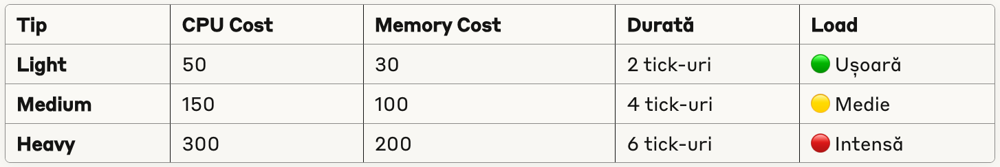 Tip CPU Cost Memory Cost Durată Load
Light 50 30 2 tick-uri Ușoară
Medium 150 100 4 tick-uri Medie
Heavy 300 200 6 tick-uri Intensă